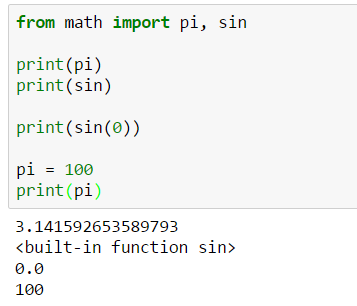 from math import pi, sin
print(pi)
print(sin)
print(sin(0))
pi = 100
print(pi)
3.141592653589793
<built-in function sin>
0.0
100